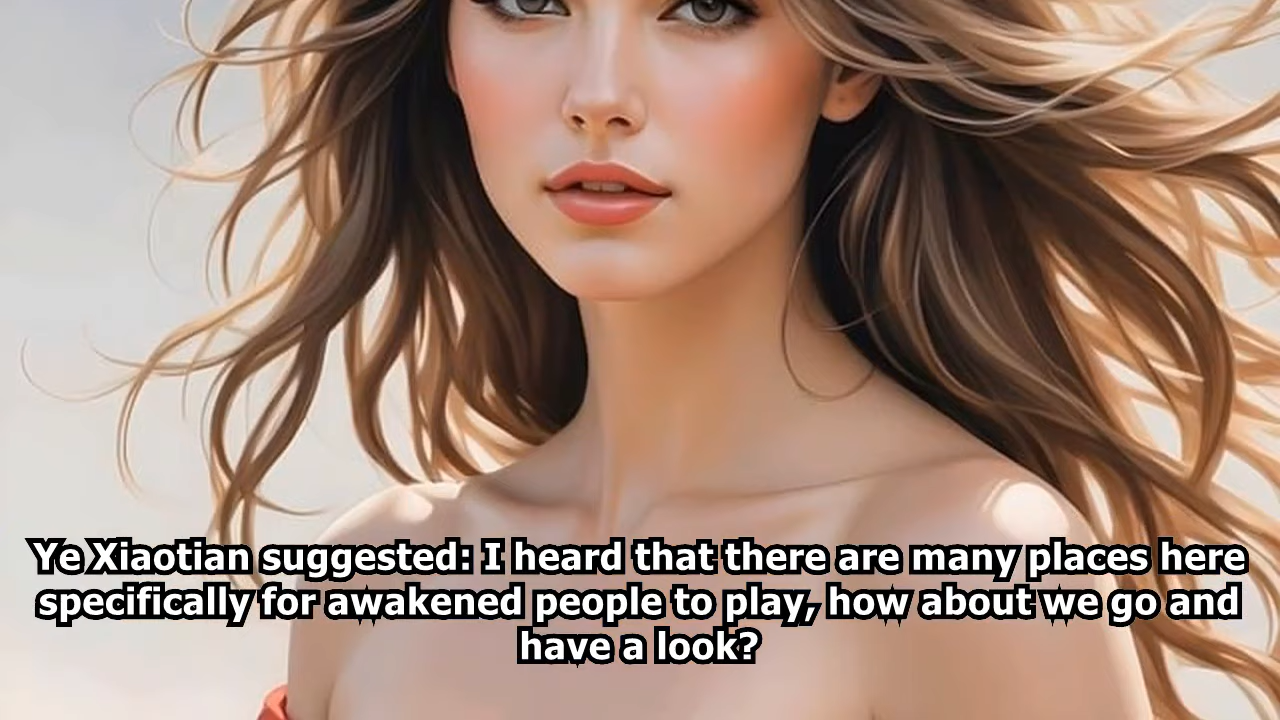 Ye Xiaotian suggested: I heard that there are many places here
specifically for awakened people to play, how about we go and
have a look?